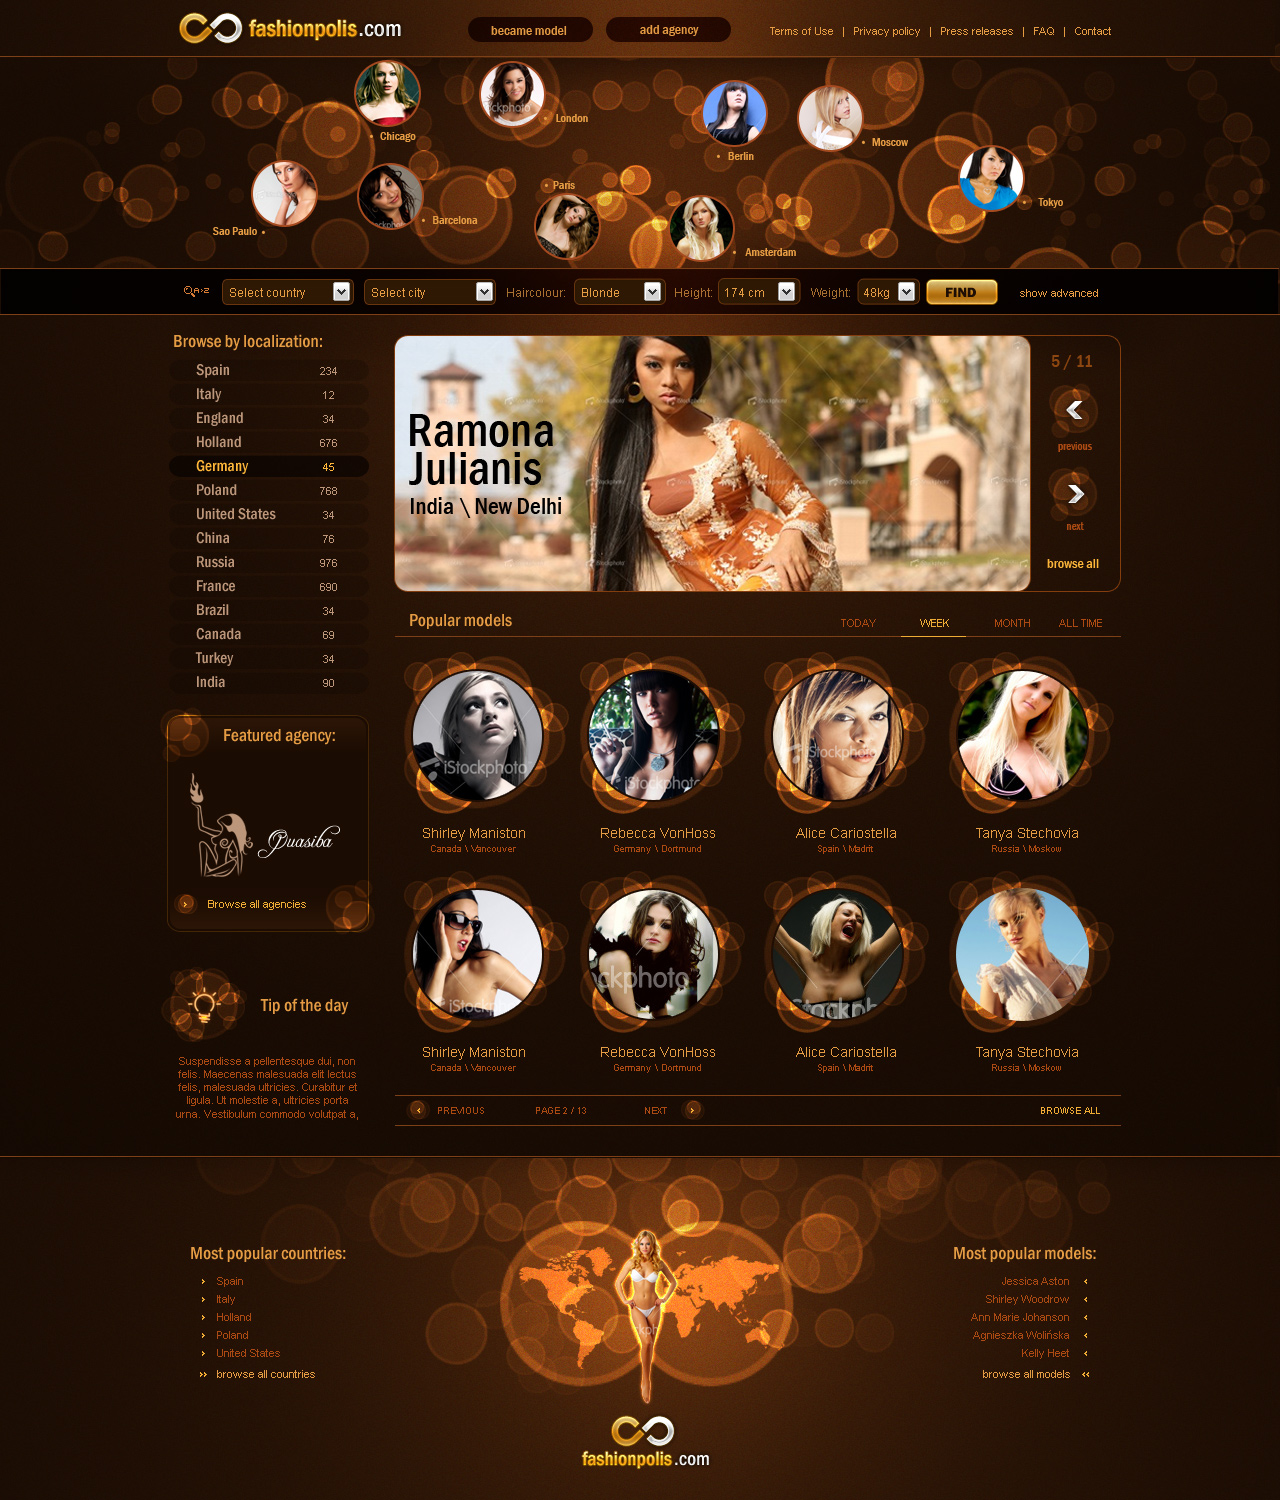 fashionpolis.com
became model
add agency
Terms of Use | Privacy policy | Press releases | FAQ | Contact
Chicago
London
Berlin
Moscow
Sao Paulo
Barcelona
Paris
Amsterdam
Tokyo
A-Z
Select country
Select city
Haircolour:
Blonde
Height:
174 cm
Weight:
48kg
FIND
show advanced
Browse by localization:
Spain 234
Italy 12
England 34
Holland 676
Germany 45
Poland 768
United States 34
China 76
Russia 976
France 690
Brazil 34
Canada 69
Turkey 34
India 90
Ramona
Julianis
India \ New Delhi
5 / 11
previous
next
browse all
Popular models
TODAY WEEK MONTH ALL TIME
iStockphoto
iStockphoto
iStockphoto
Shirley Maniston
Canada \ Vancouver
Rebecca VonHoss
Germany \ Dortmund
Alice Cariostella
Spain \ Madrit
Tanya Stechovia
Russia \ Moskow
iStockphoto
ckphoto
Stockph
Shirley Maniston
Canada \ Vancouver
Rebecca VonHoss
Germany \ Dortmund
Alice Cariostella
Spain \ Madrit
Tanya Stechovia
Russia \ Moskow
PREVIOUS
PAGE 2 / 13
NEXT
BROWSE ALL
Featured agency:
Puasiba
Browse all agencies
Tip of the day
Suspendisse a pellentesque dui, non
felis. Maecenas malesuada elit lectus
felis, malesuada ultricies. Curabitur et
ligula. Ut molestie a, ultricies porta
urna. Vestibulum commodo volutpat a,
Most popular countries:
Spain
Italy
Holland
Poland
United States
browse all countries
Most popular models:
Jessica Aston
Shirley Woodrow
Ann Marie Johanson
Agnieszka Wolińska
Kelly Heet
browse all models
fashionpolis.com